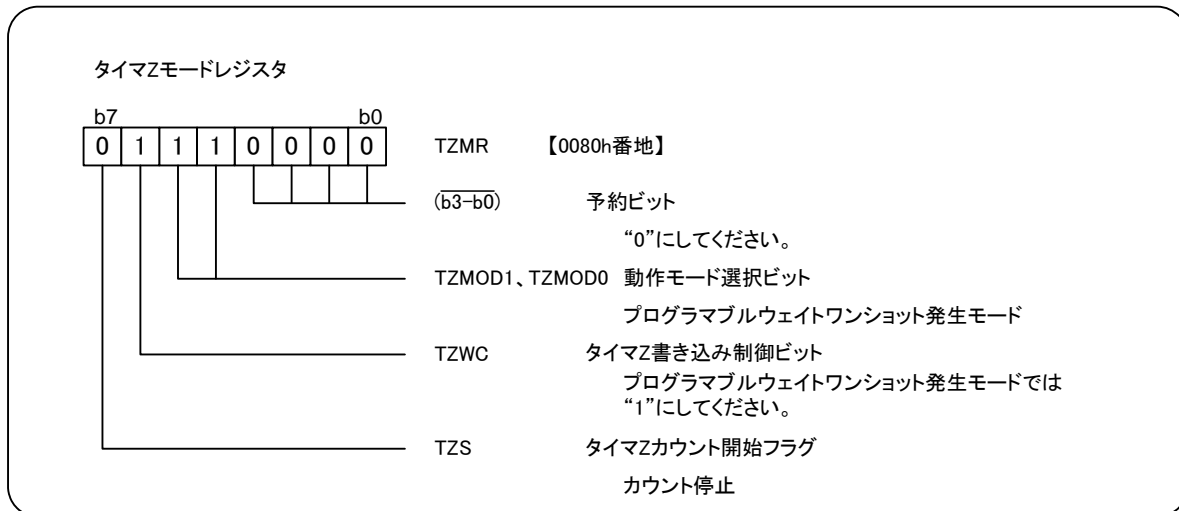 タイマZモードレジスタ
b7 b0
0 1 1 1 0 0 0 0 TZMR 【0080h番地】
(b3-b0) 予約ビット
“0”にしてください。
TZMOD1、TZMOD0 動作モード選択ビット
プログラマブルウェイトワンショット発生モード
TZWC タイマZ書き込み制御ビット
プログラマブルウェイトワンショット発生モードでは
“1”にしてください。
TZS タイマZカウント開始フラグ
カウント停止